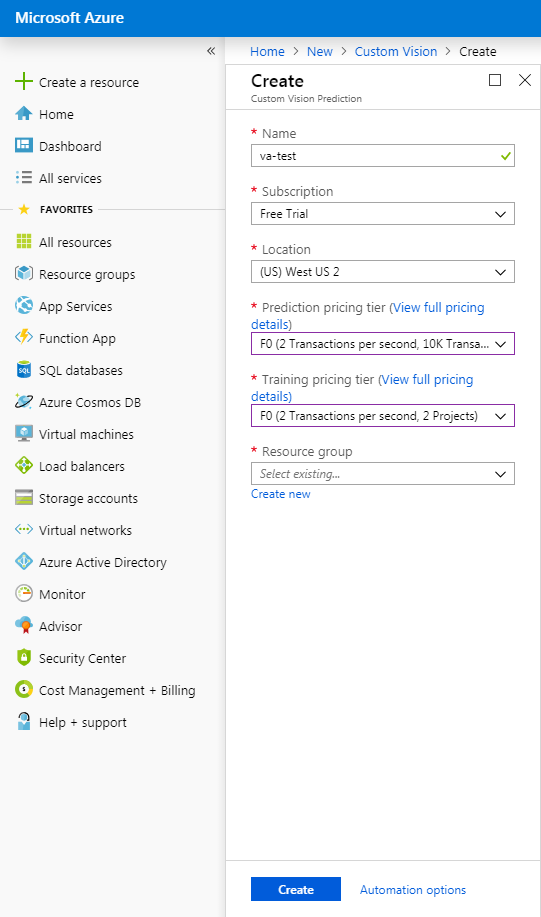 Microsoft Azure
«
Create a resource
Home
Dashboard
All services
FAVORITES
All resources
Resource groups
App Services
Function App
SQL
SQL databases
Azure Cosmos DB
Virtual machines
Load balancers
Storage accounts
Virtual networks
Azure Active Directory
Monitor
Advisor
Security Center
$
Cost Management + Billing
Help + support
Home > New > Custom Vision > Create
Create
Custom Vision Prediction
* Name
va-test
* Subscription
Free Trial
* Location
(US) West US 2
* Prediction pricing tier (View full pricing
details)
F0 (2 Transactions per second, 10K Transa...
* Training pricing tier (View full pricing
details)
F0 (2 Transactions per second, 2 Projects)
* Resource group
Select existing...
Create new
Create Automation options